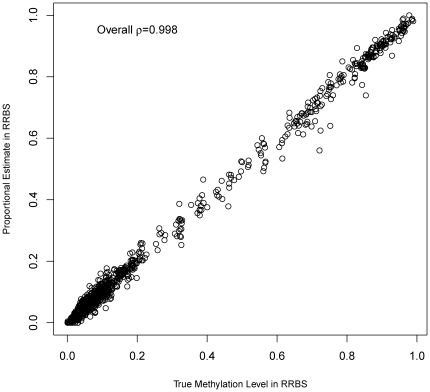 Overall ρ=0.998
Proportional Estimate in RRBS
1.0
0.8
0.6
0.4
0.2
0.0
0.0 0.2 0.4 0.6 0.8 1.0
True Methylation Level in RRBS